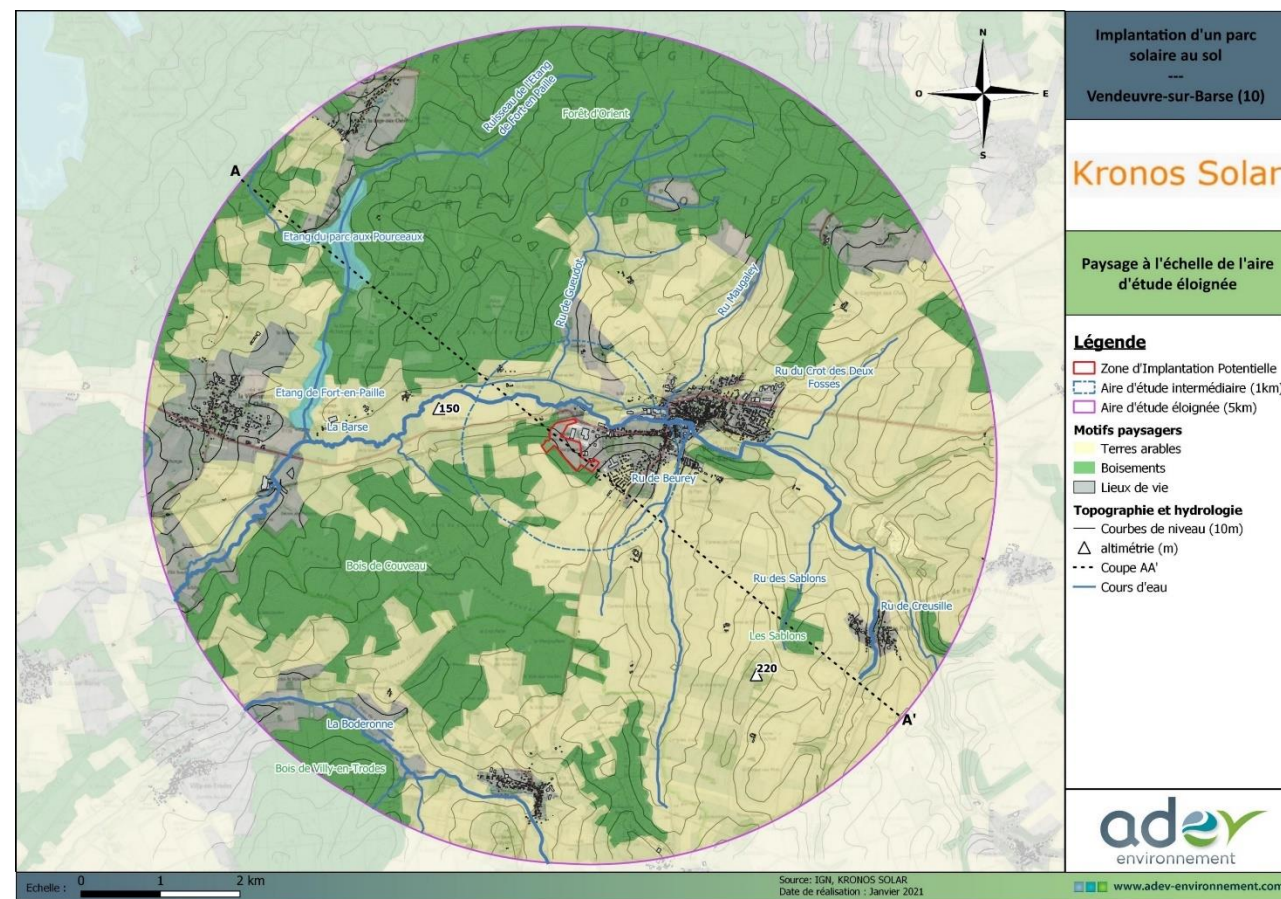 Implantation d'un parc
solaire au sol
---
Vendeuvre-sur-Barse (10)
Kronos Solar
Paysage à l'échelle de l'aire
d'étude éloignée
Légende
Zone d'Implantation Potentielle
Aire d'étude intermédiaire (1km)
Aire d'étude éloignée (5km)
Motifs paysagers
Terres arables
Boisements
Lieux de vie
Topographie et hydrologie
Courbes de niveau (10m)
altimétrie (m)
Coupe AA'
Cours d'eau
N
O
E
S
Ruisseau de l'Etang
de Fort en Paille
Forêt d'Orient
A
Etang du parc aux Pourceaux
Ru de Gueudot
Ru Maugaley
Ru du Crot des Deux
Fosses
Etang de Fort-en-Paille
150
La Barse
Ru de Beurey
Bois de Couveau
Ru des Sablons
Ru de Creusille
Les Sablons
220
A'
La Boderonne
Bois de Villy-en-Trodes
adev
environnement
Echelle :
0 1 2 km
Source: IGN, KRONOS SOLAR
Date de réalisation : Janvier 2021
www.adev-environnement.com